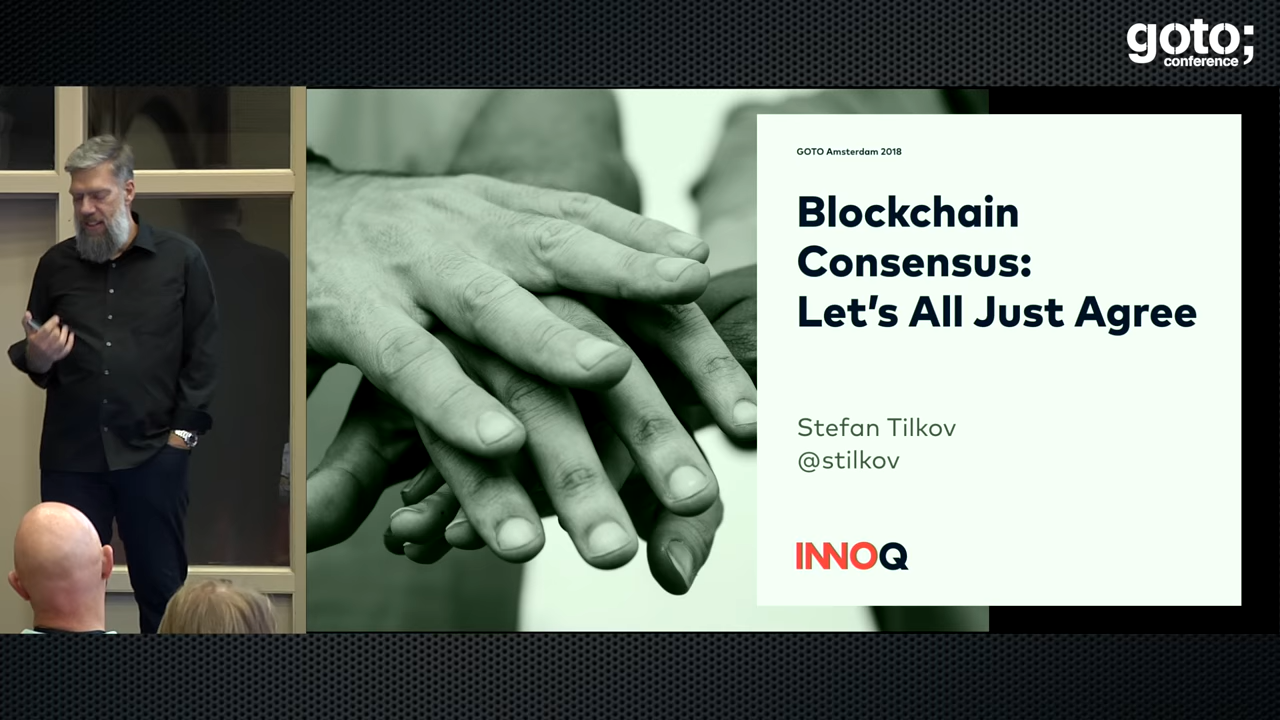 goto;
conference
GOTO Amsterdam 2018
Blockchain
Consensus:
Let's All Just Agree
Stefan Tilkov
@stilkov
INNOQ